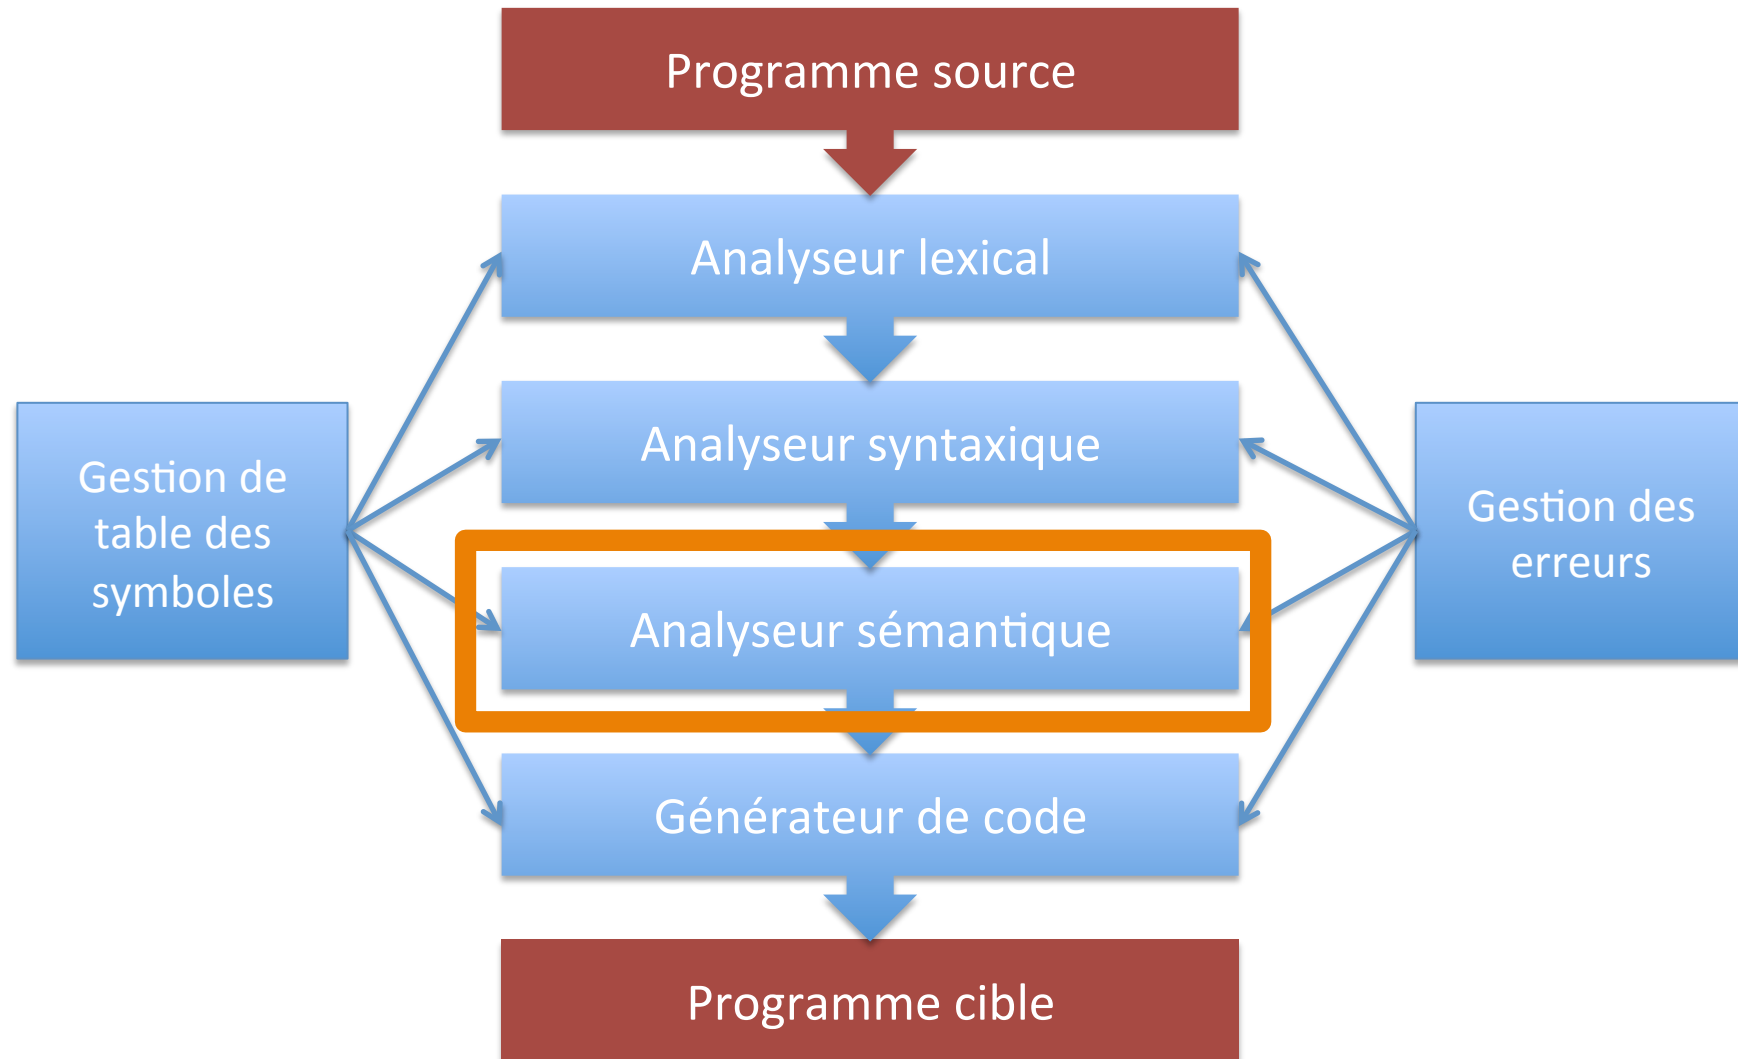 Programme source
Analyseur lexical
Analyseur syntaxique
Gestion de
table des
symboles
Gestion des
erreurs
Analyseur sémantique
Générateur de code
Programme cible